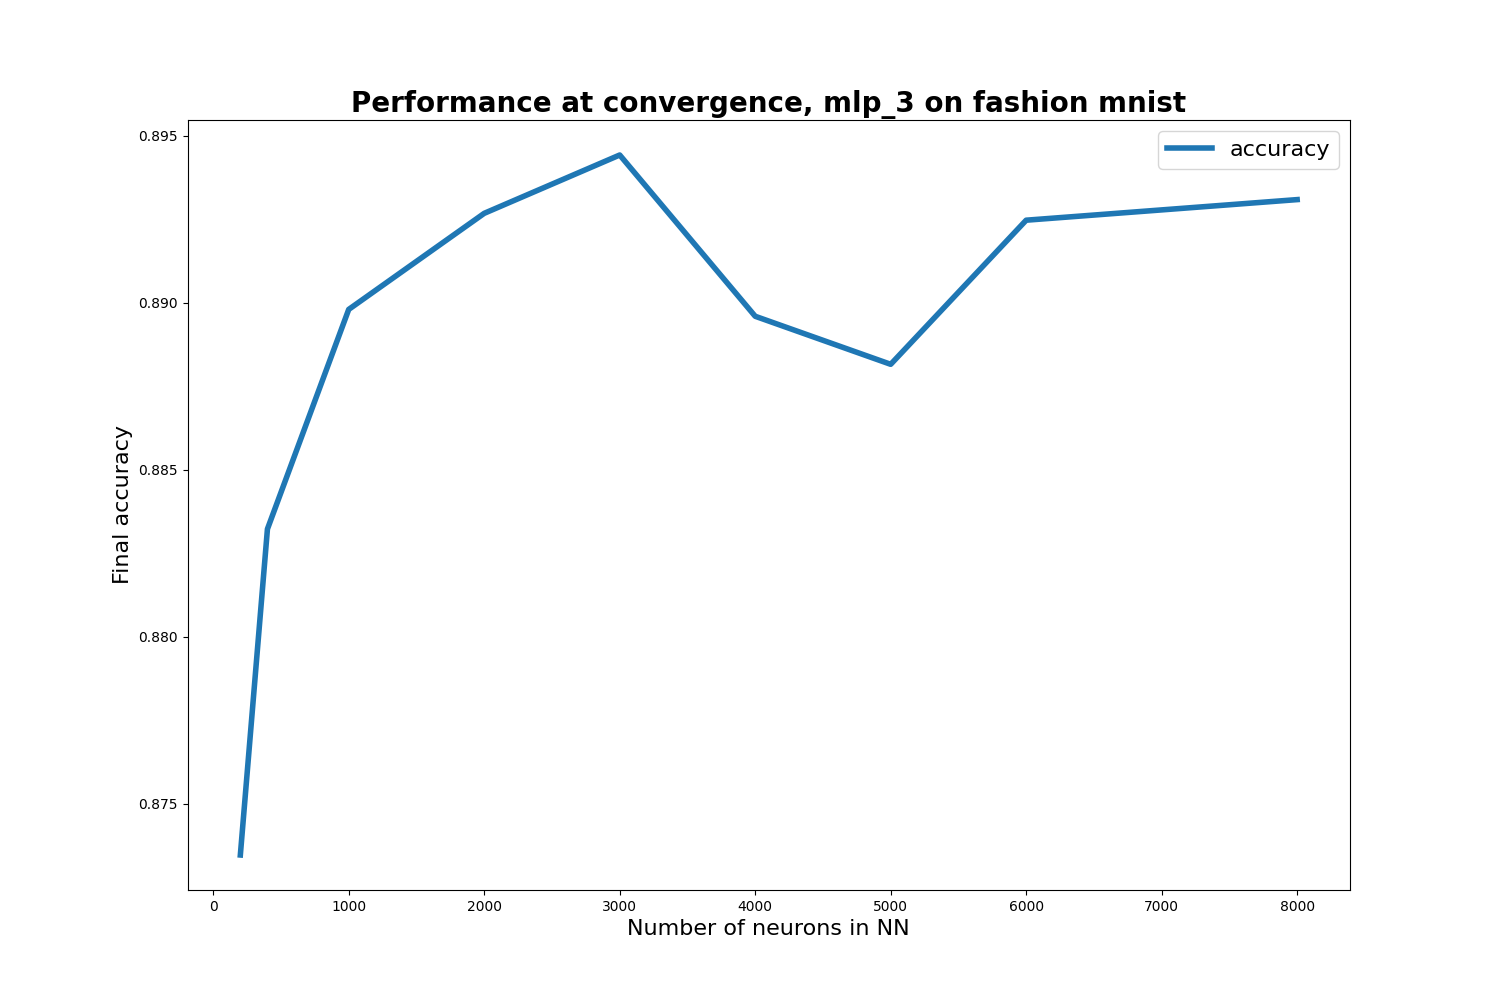 Performance at convergence, mlp_3 on fashion mnist
accuracy
0.895
0.890
0.885
0.880
0.875
Final accuracy
0 1000 2000 3000 4000 5000 6000 7000 8000
Number of neurons in NN